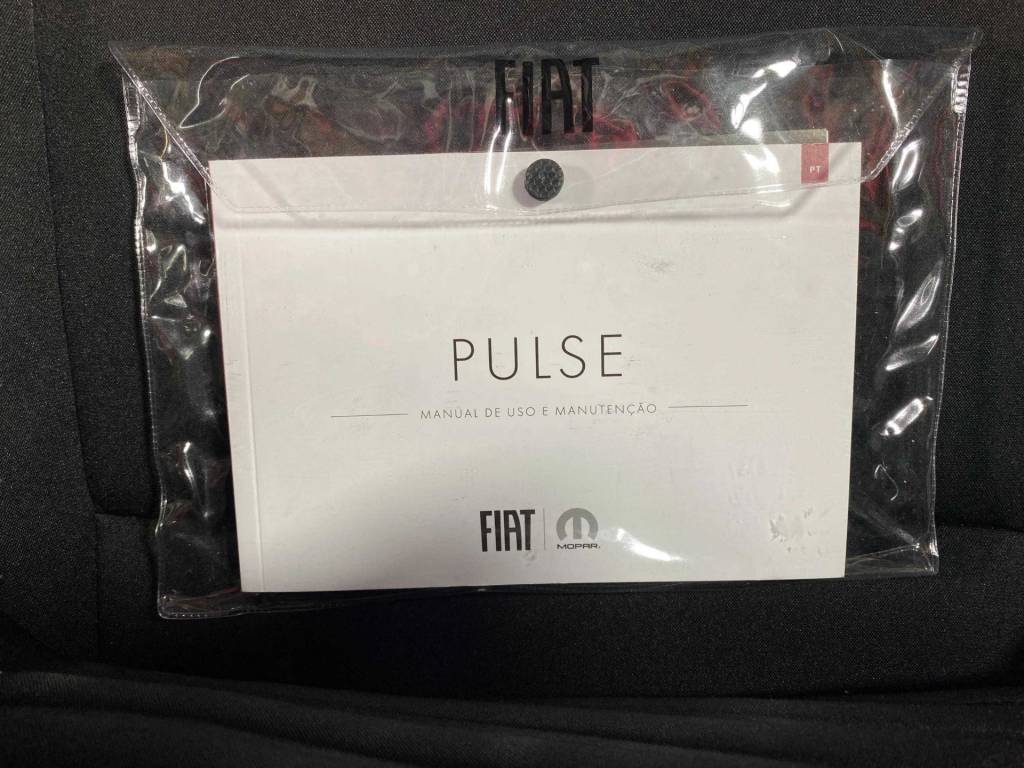 FIAT
PT
PULSE
MANUAL DE USO E MANUTENÇÃO
FIAT
MOPAR.